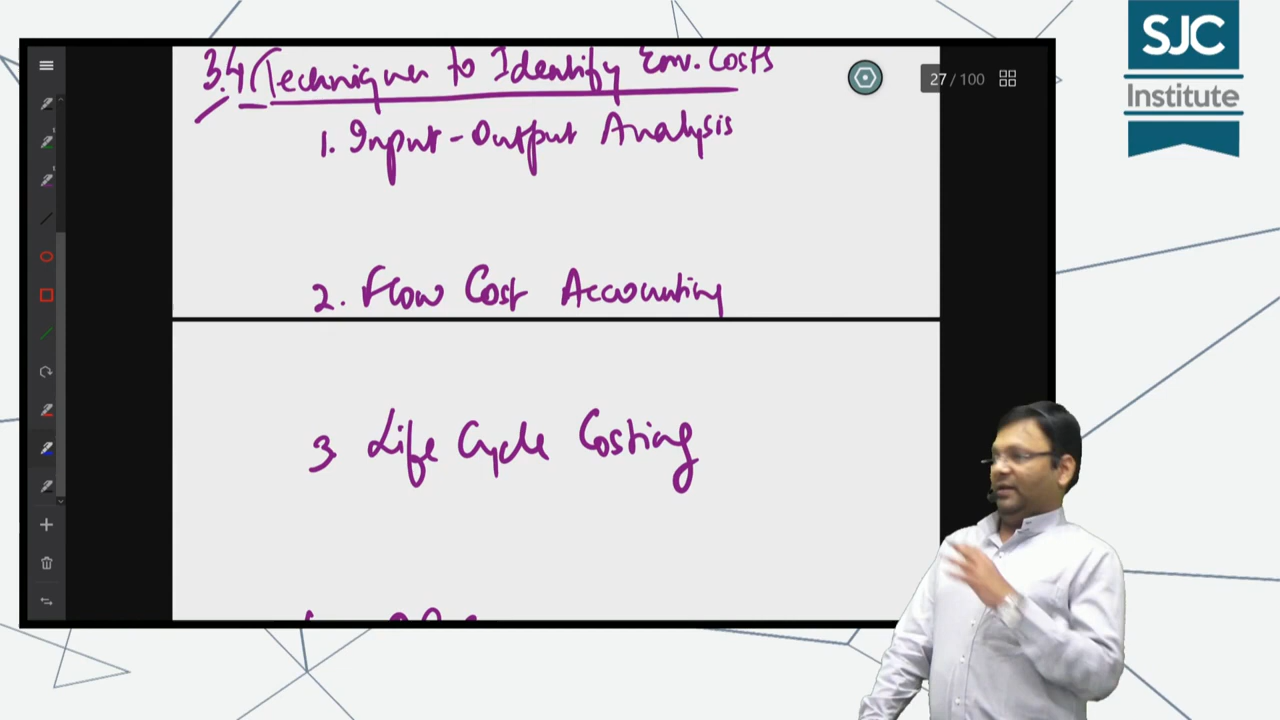 3.4 Techniques to Identify Env. Costs
1. Input-Output Analysis
2. Flow Cost Accounting
3. Life Cycle Costing
27 / 100
SJC
Institute